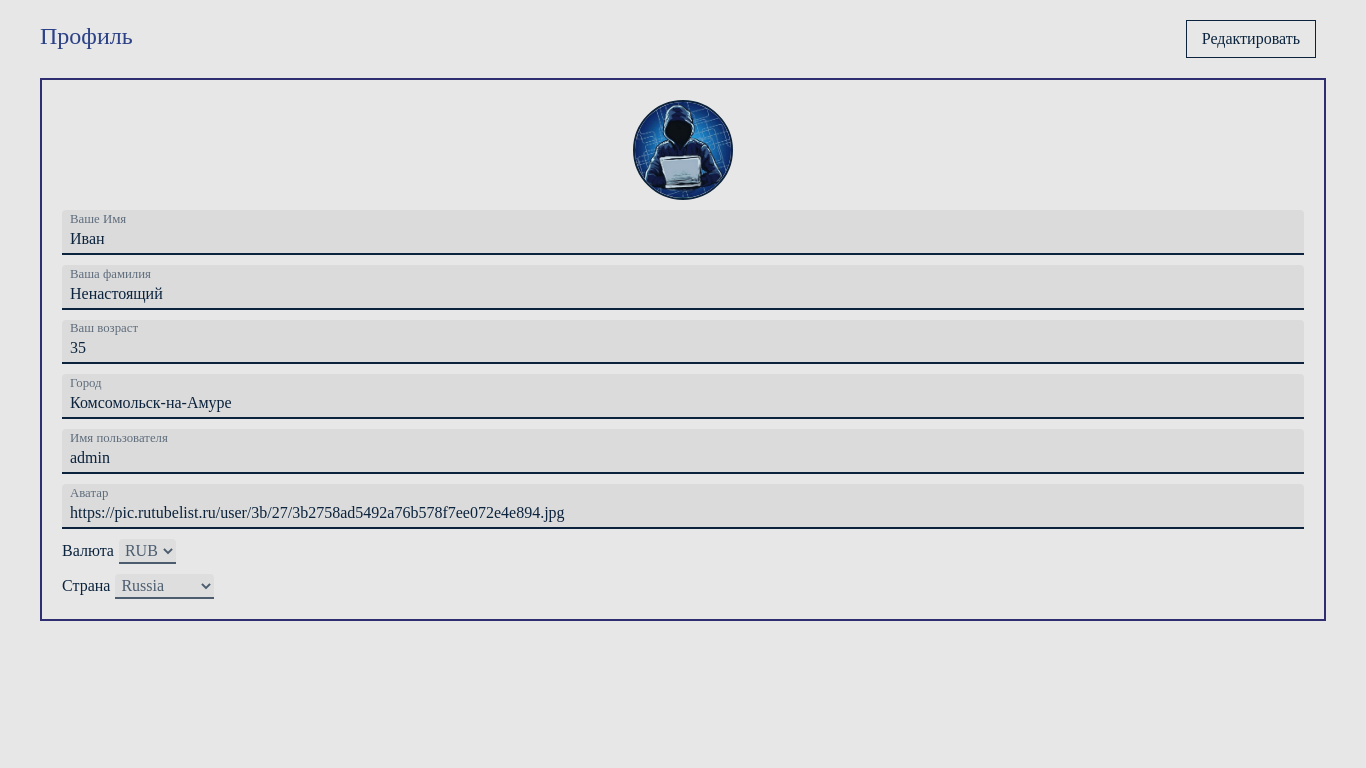 Профиль
Редактировать
Ваше Имя
Иван
Ваша фамилия
Ненастоящий
Ваш возраст
35
Город
Комсомольск-на-Амуре
Имя пользователя
admin
Аватар
https://pic.rutubelist.ru/user/3b/27/3b2758ad5492a76b578f7ee072e4e894.jpg
Валюта RUB
Страна Russia